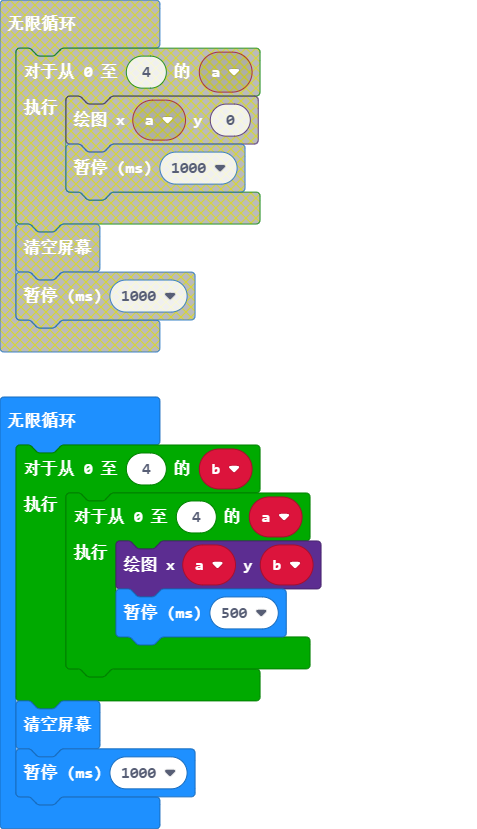 无限循环
对于从 0 至 4 的 a
执行
绘图 x a y 0
暂停 (ms) 1000
清空屏幕
暂停 (ms) 1000
无限循环
对于从 0 至 4 的 b
执行
对于从 0 至 4 的 a
执行
绘图 x a y b
暂停 (ms) 500
清空屏幕
暂停 (ms) 1000